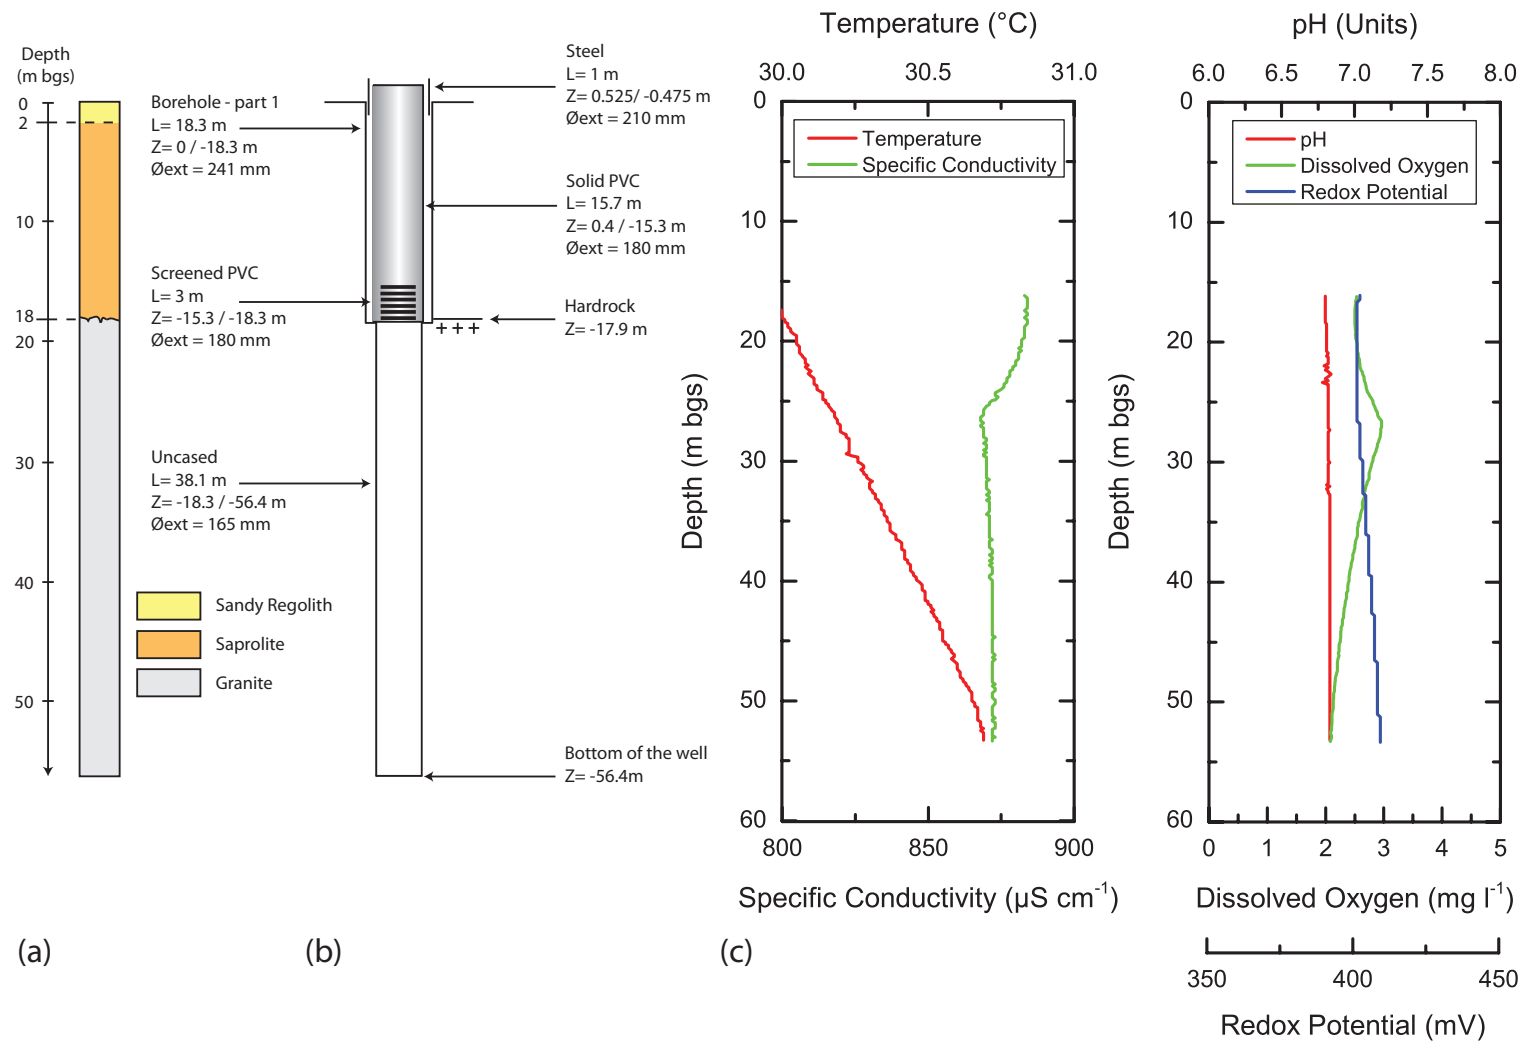 Depth
(m bgs)
0
2
10
18
20
30
40
50
Borehole - part 1
L= 18.3 m
Z= 0 / -18.3 m
Øext = 241 mm
Screened PVC
L= 3 m
Z= -15.3 / -18.3 m
Øext = 180 mm
Uncased
L= 38.1 m
Z= -18.3 / -56.4 m
Øext = 165 mm
Sandy Regolith
Saprolite
Granite
(a)
Steel
L= 1 m
Z= 0.525/ -0.475 m
Øext = 210 mm
Solid PVC
L= 15.7 m
Z= 0.4 / -15.3 m
Øext = 180 mm
Hardrock
Z= -17.9 m
+++
Bottom of the well
Z= -56.4m
(b)
Temperature (°C)
30.0 30.5 31.0
Temperature
Specific Conductivity
0
10
20
30
40
50
60
Depth (m bgs)
800 850 900
Specific Conductivity (µS cm⁻¹)
(c)
pH (Units)
6.0 6.5 7.0 7.5 8.0
pH
Dissolved Oxygen
Redox Potential
0
10
20
30
40
50
60
Depth (m bgs)
0 1 2 3 4 5
Dissolved Oxygen (mg l⁻¹)
350 400 450
Redox Potential (mV)